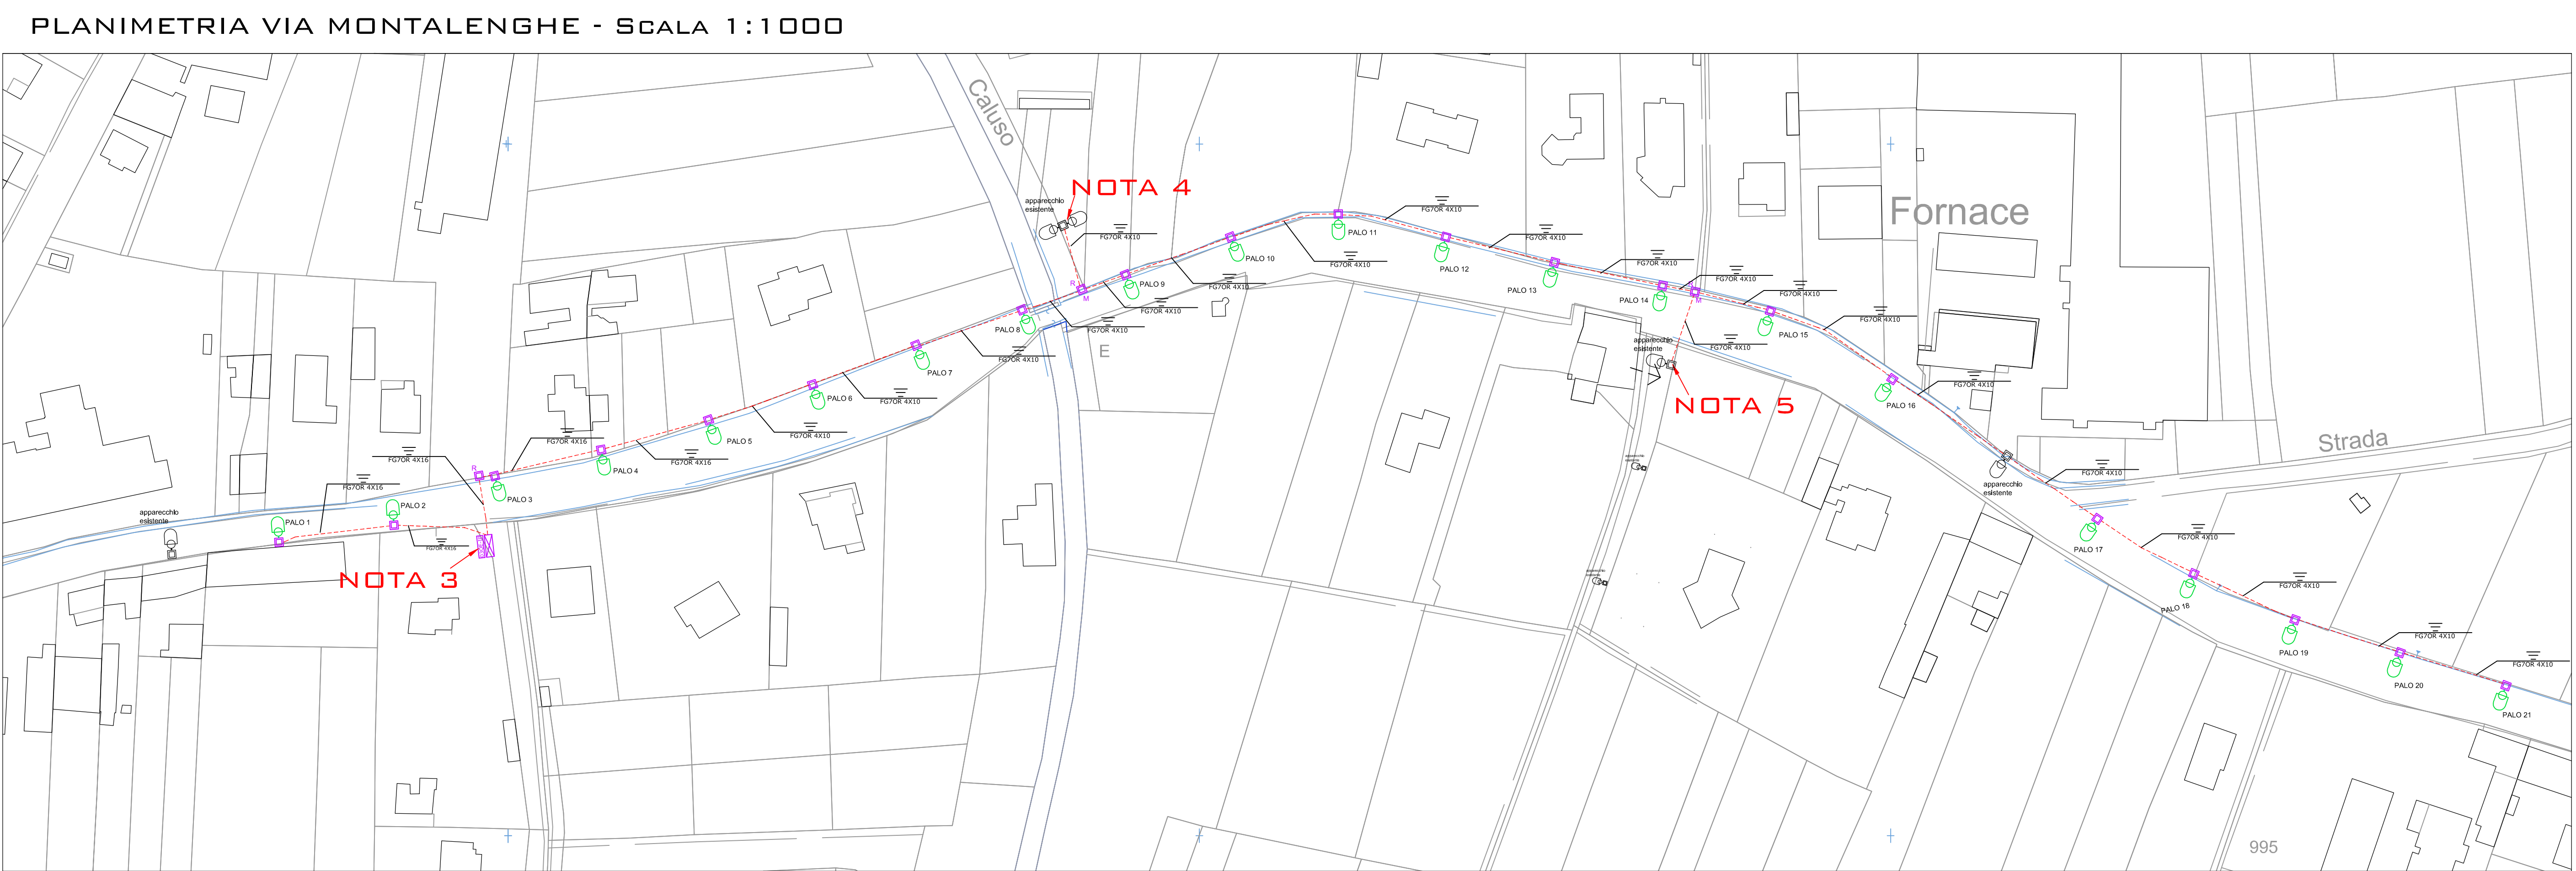 PLANIMETRIA VIA MONTALENGHE - SCALA 1:1000
Caluso
NOTA 4
apparecchio
esistente
FG7OR 4X10
PALO 10
FG7OR 4X10
PALO 11
FG7OR 4X10
PALO 12
FG7OR 4X10
PALO 13
FG7OR 4X10
PALO 14
FG7OR 4X10
R
M
FG7OR 4X10
PALO 15
FG7OR 4X10
Fornace
R
M
PALO 9
FG7OR 4X10
FG7OR 4X10
FG7OR 4X10
PALO 8
E
FG7OR 4X10
PALO 7
FG7OR 4X10
PALO 6
FG7OR 4X10
PALO 5
FG7OR 4X16
PALO 4
FG7OR 4X16
FG7OR 4X16
R
PALO 3
FG7OR 4X16
PALO 2
FG7OR 4X16
PALO 1
apparecchio
esistente
NOTA 3
FG7OR 4X10
apparecchio
esistente
NOTA 5
apparecchio
esistente
apparecchio
esistente
PALO 16
FG7OR 4X10
apparecchio
esistente
FG7OR 4X10
Strada
PALO 17
FG7OR 4X10
PALO 18
FG7OR 4X10
PALO 19
FG7OR 4X10
PALO 20
FG7OR 4X10
PALO 21
995